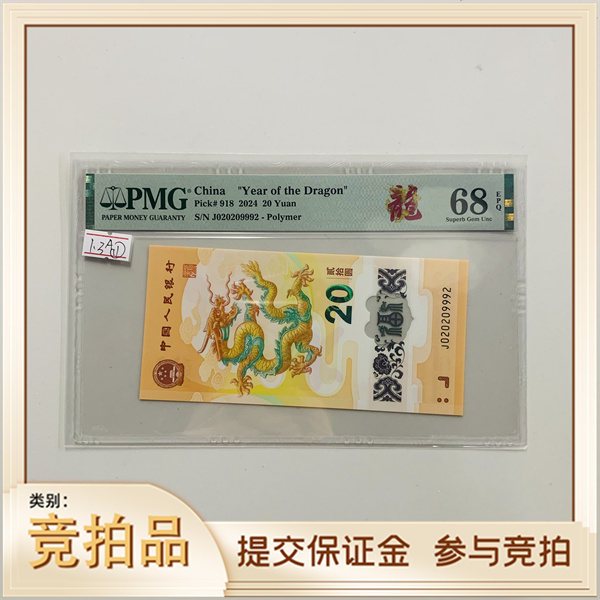 PMG
PAPER MONEY GUARANTY
China "Year of the Dragon"
Pick# 918 2024 20 Yuan
S/N J020209992 - Polymer
龍
68
EPQ
Superb Gem Unc
中国人民银行
贰拾圆
20
福
J020209992
类别：
竞拍品
提交保证金 参与竞拍